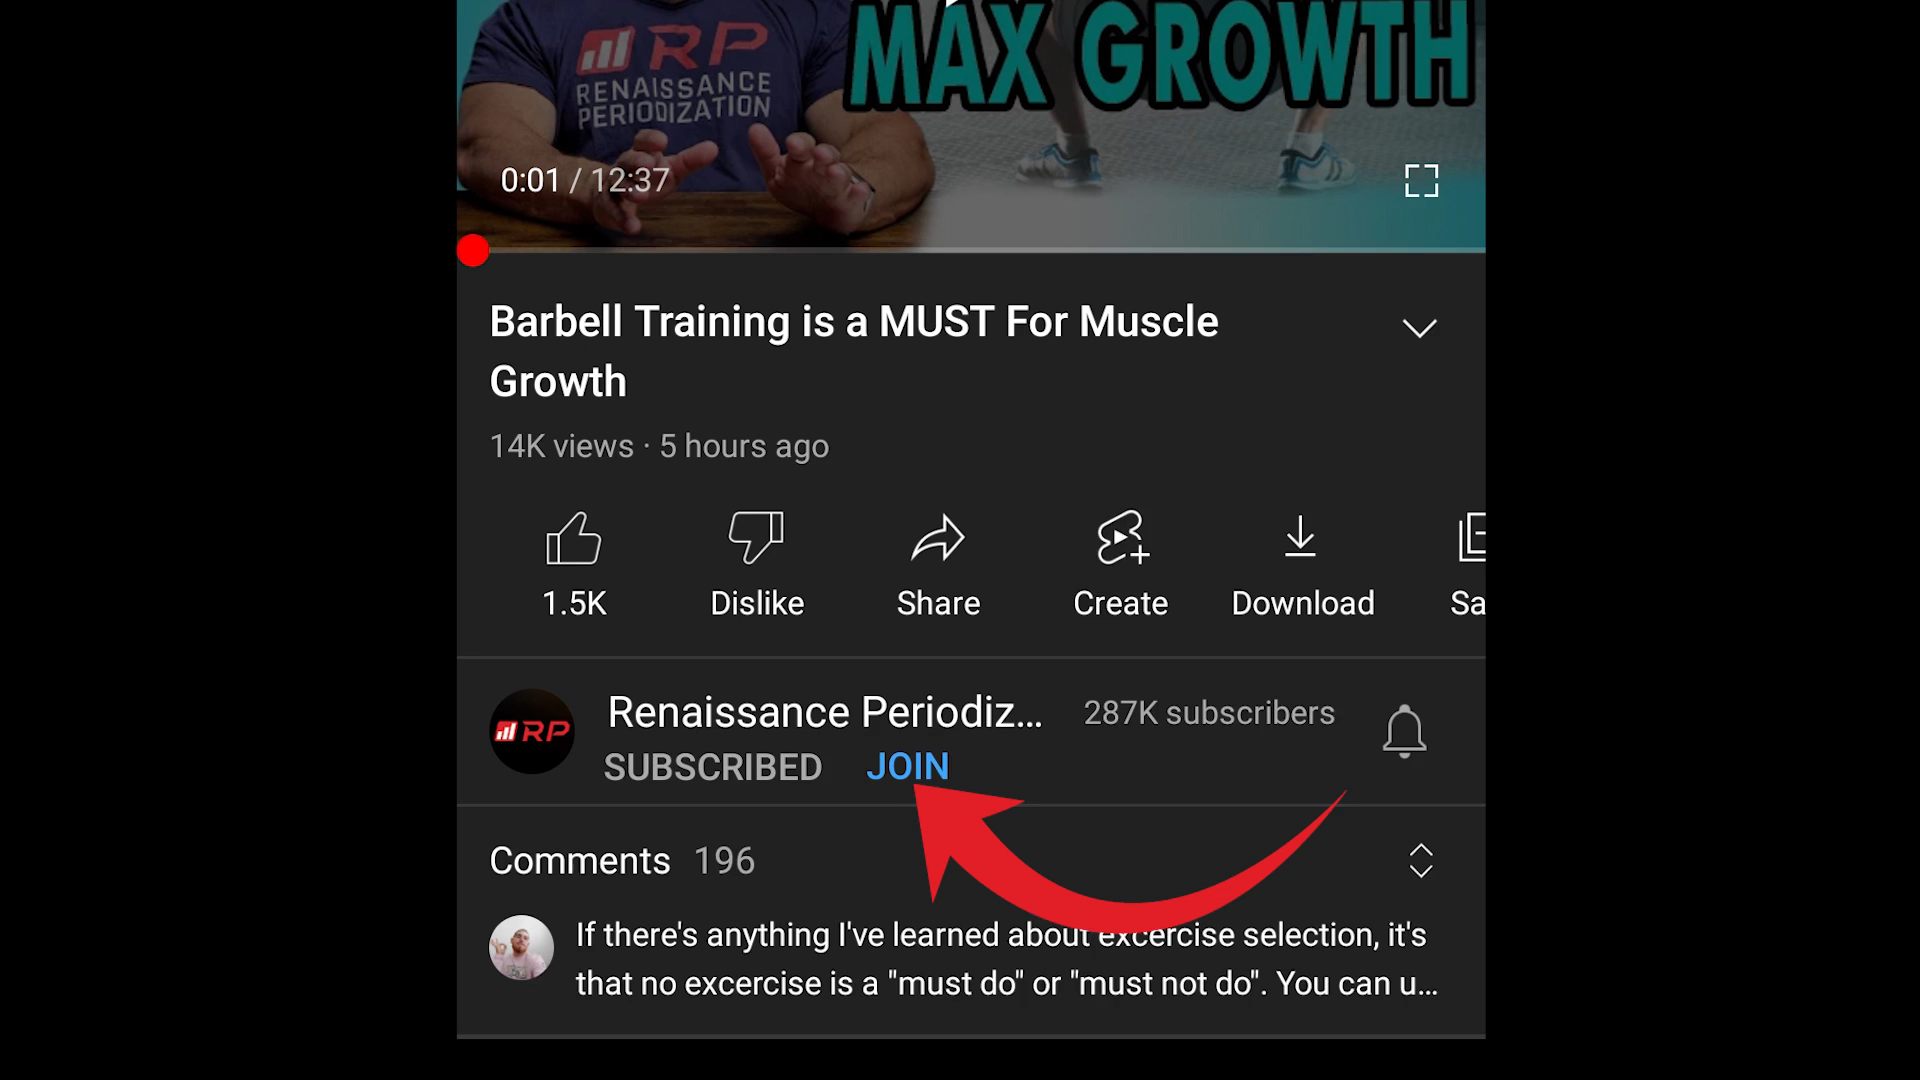 RP
RENAISSANCE
PERIODIZATION
MAX GROWTH
0:01 / 12:37
Barbell Training is a MUST For Muscle
Growth
14K views · 5 hours ago
1.5K
Dislike
Share
Create
Download
Sa
RP
Renaissance Periodiz...
287K subscribers
SUBSCRIBED
JOIN
Comments 196
If there's anything I've learned about excercise selection, it's
that no excercise is a "must do" or "must not do". You can u...